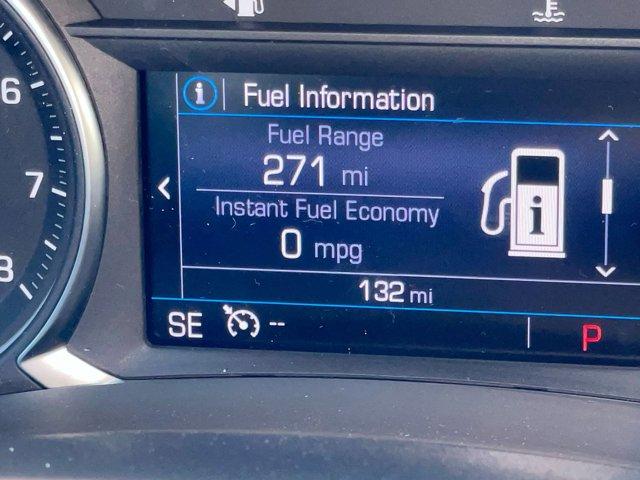 6
7
8
i Fuel Information
Fuel Range
271 mi
Instant Fuel Economy
0 mpg
i
132 mi
SE --
P